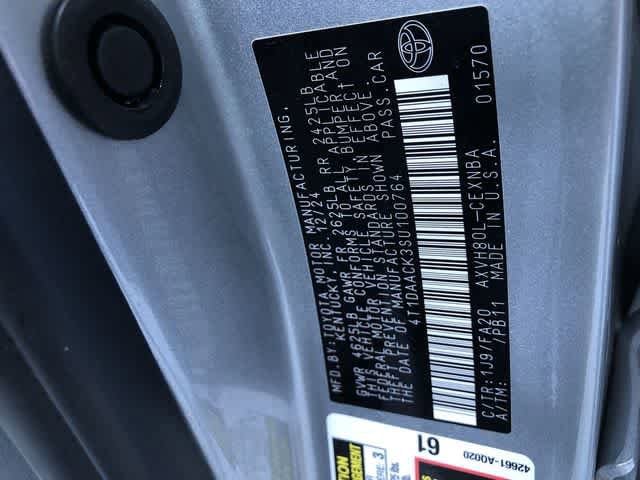 MFD.BY:TOYOTA MOTOR MANUFACTURING,
KENTUCKY, INC. 12/24
GVWR 4625LB GAWR FR 2625LB RR 2425LB
THIS VEHICLE CONFORMS TO ALL APPLICABLE
FEDERAL MOTOR VEHICLE SAFETY, BUMPER, AND
THEFT PREVENTION STANDARDS IN EFFECT ON
THE DATE OF MANUFACTURE SHOWN ABOVE.
4T1DAACK3SU100764 PASS.CAR
C/TR:1J9/FA20 AXVH80L-CEXNBA 01570
A/TM: /PB11 MADE IN U.S.A.
61
42661-A0020
3